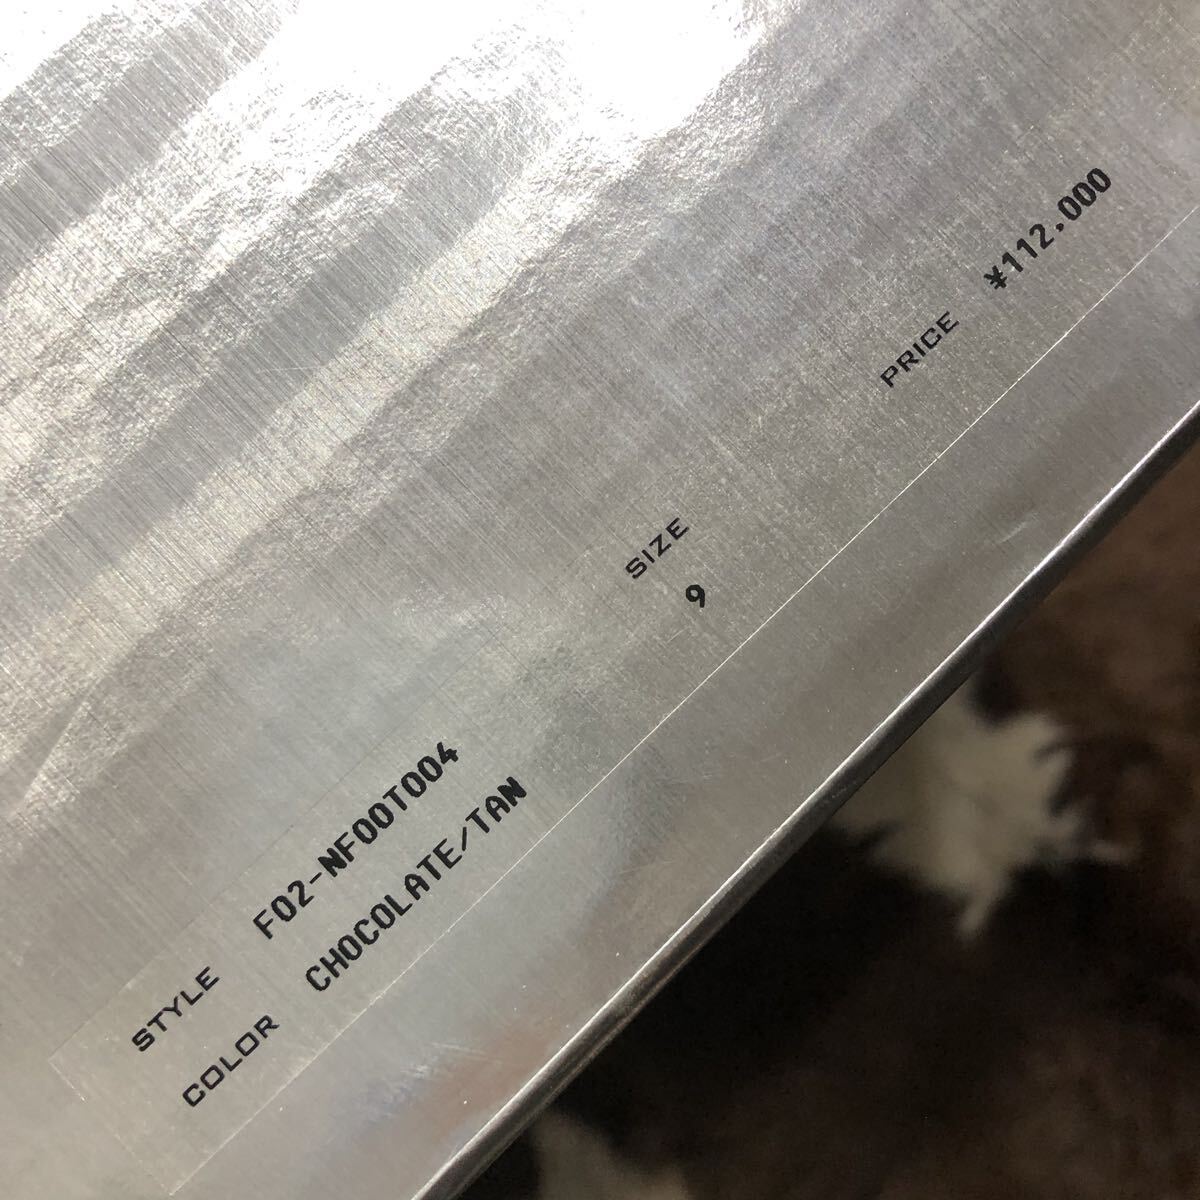 STYLE F02-NF00T004
COLOR CHOCOLATE/TAN
SIZE
9
PRICE ¥112.000